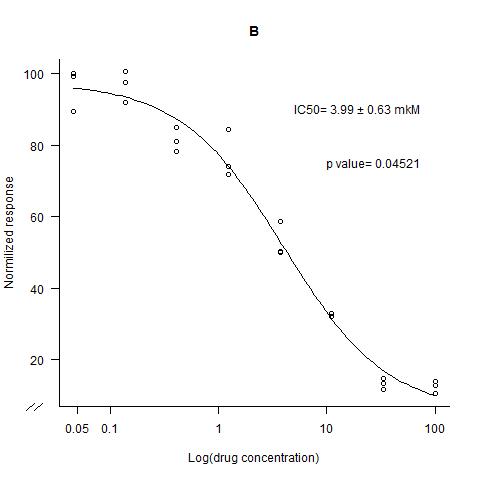 B
IC50= 3.99 ± 0.63 mkM
p value= 0.04521
Normilized response
100
80
60
40
20
0.05 0.1 1 10 100
Log(drug concentration)